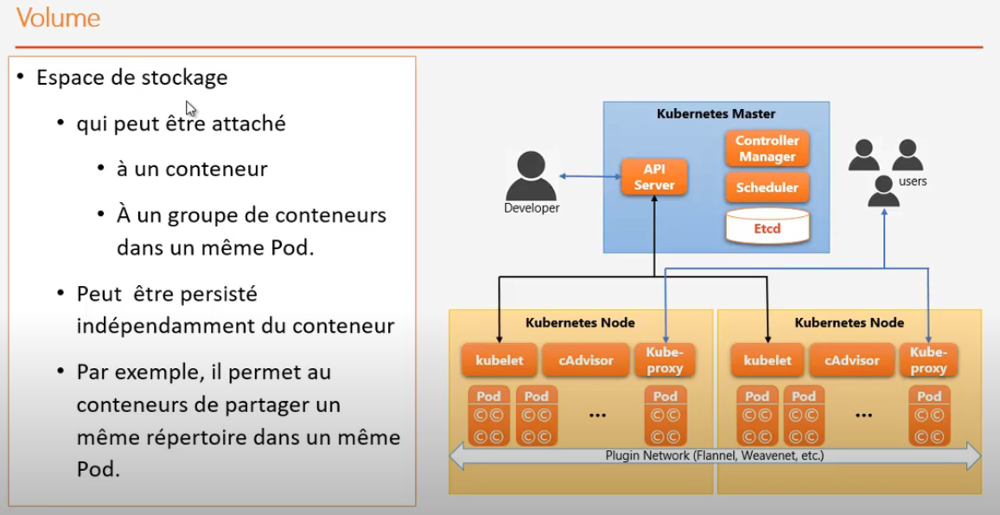 Volume
Espace de stockage
qui peut être attaché
à un conteneur
À un groupe de conteneurs
dans un même Pod.
Peut être persisté
indépendamment du conteneur
Par exemple, il permet au
conteneurs de partager un
même répertoire dans un même
Pod.
Kubernetes Master
Controller
Manager
API
Server
Scheduler
Etcd
Developer
users
Kubernetes Node
kubelet
cAdvisor
Kube-
proxy
Pod
© ©
© ©
Pod
© ©
© ©
...
Pod
© ©
© ©
Kubernetes Node
kubelet
cAdvisor
Kube-
proxy
Pod
© ©
© ©
Pod
© ©
© ©
...
Pod
© ©
© ©
Plugin Network (Flannel, Weavenet, etc.)